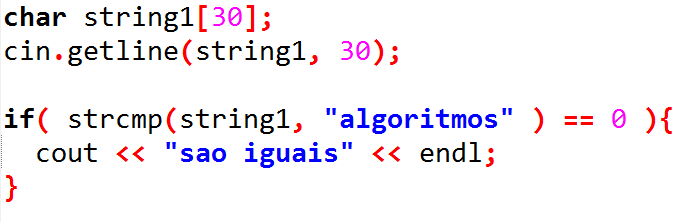 char string1[30];
cin.getline(string1, 30);
if( strcmp(string1, "algoritmos" ) == 0 ){
cout << "sao iguais" << endl;
}